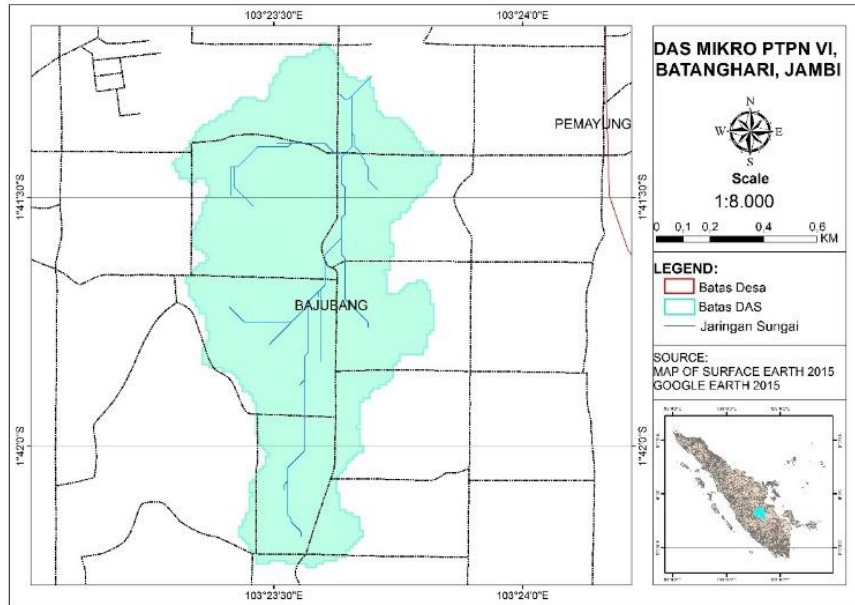 103°23'30"E
103°24'0"E
PEMAYUNG
1°41'30"S
1°41'30"S
BAJUBANG
1°42'0"S
1°42'0"S
103°23'30"E
103°24'0"E
DAS MIKRO PTPN VI,
BATANGHARI, JAMBI
N
W E
S
Scale
1:8.000
0 0,1 0,2 0,4 0,6
KM
LEGEND:
Batas Desa
Batas DAS
Jaringan Sungai
SOURCE:
MAP OF SURFACE EARTH 2015
GOOGLE EARTH 2015